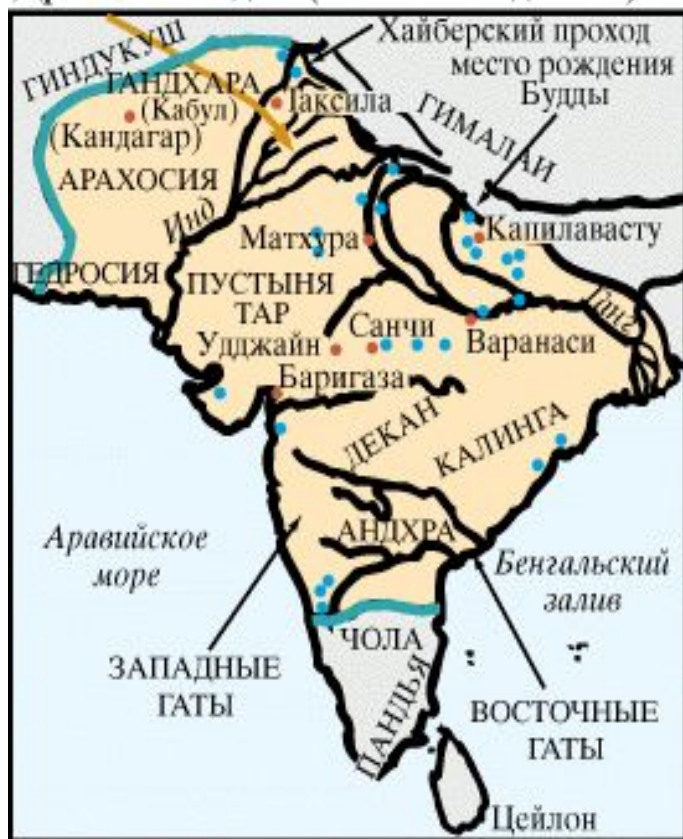 Хайберский проход
место рождения
Будды
ГИНДУКУШ
ГАНДХАРА
(Кабул)
Таксила
(Кандагар)
ГИМАЛАИ
АРАХОСИЯ
Инд
Матхура
Капилавасту
ГЕДРОСИЯ
ПУСТЫНЯ
ТАР
Ганг
Санчи
Удджайн
Варанаси
Баригаза
ДЕКАН
КАЛИНГА
АНДХРА
Аравийское
море
Бенгальский
залив
ЧОЛА
ЗАПАДНЫЕ
ГАТЫ
ПАНДЬЯ
ВОСТОЧНЫЕ
ГАТЫ
Цейлон